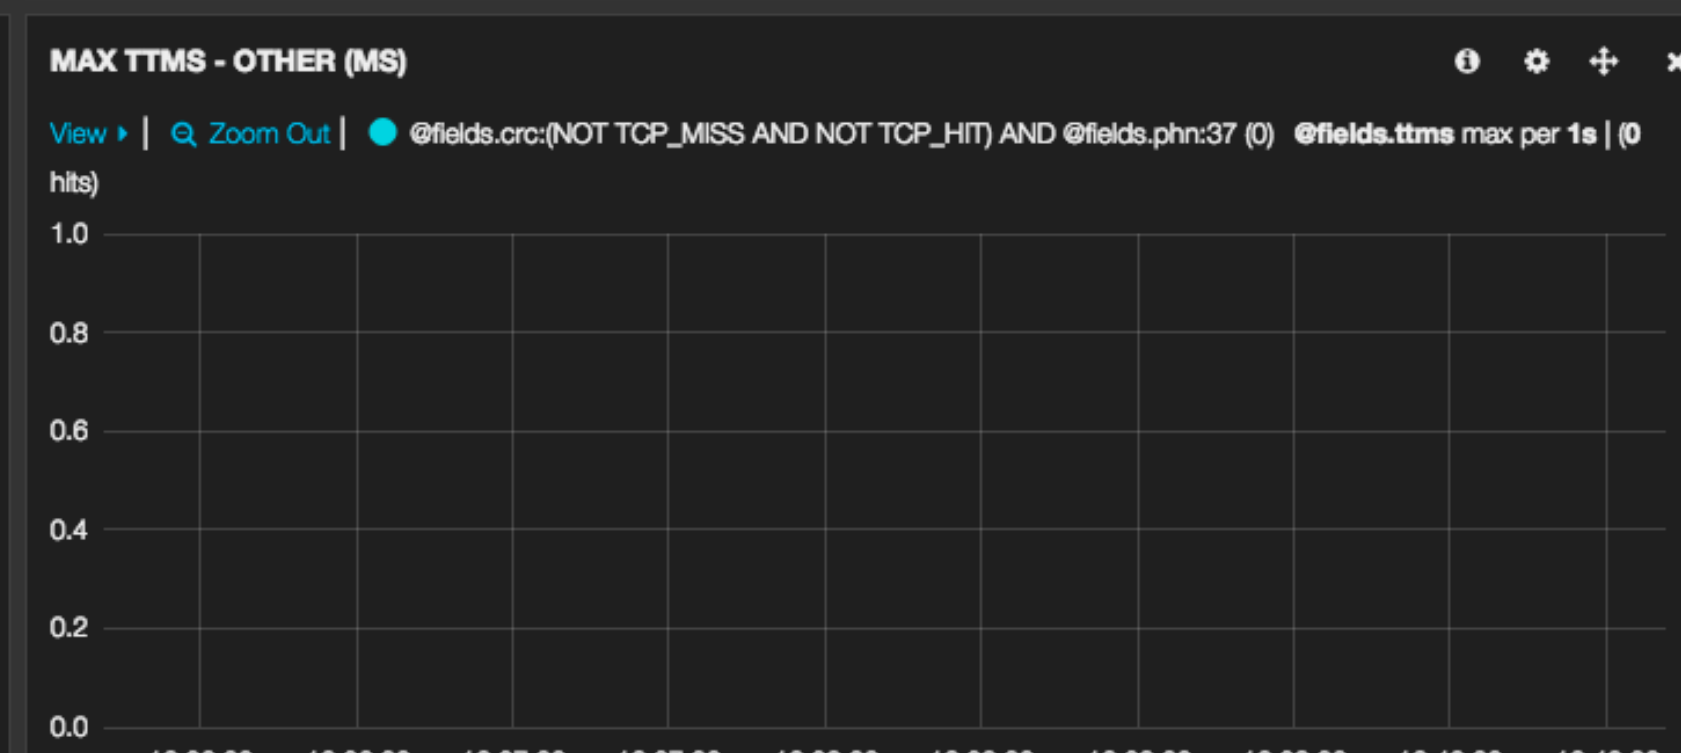 MAX TTMS - OTHER (MS)
View | Zoom Out | @fields.crc:(NOT TCP_MISS AND NOT TCP_HIT) AND @fields.phn:37 (0) @fields.ttms max per 1s | (0
hits)
1.0
0.8
0.6
0.4
0.2
0.0